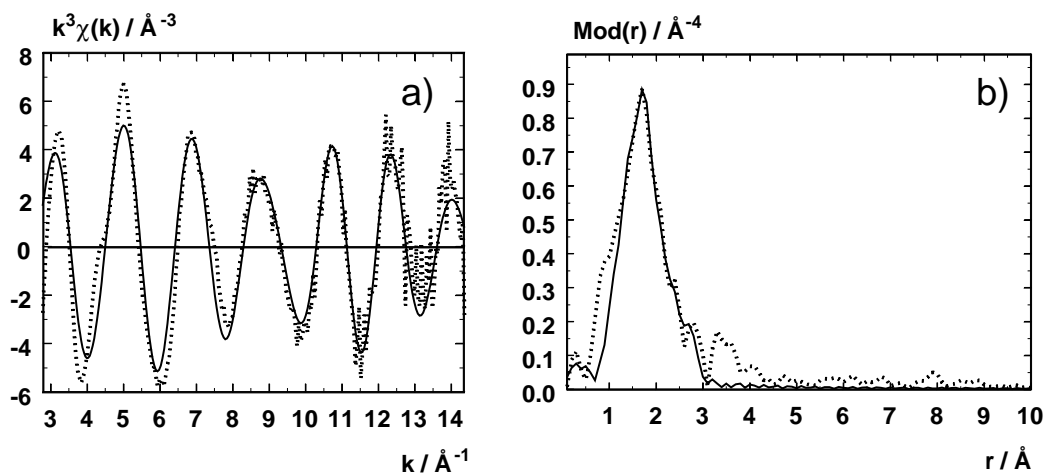 k³χ(k) / Å⁻³
a)
8
6
4
2
0
-2
-4
-6
3 4 5 6 7 8 9 10 11 12 13 14
k / Å⁻¹
Mod(r) / Å⁻⁴
b)
0.9
0.8
0.7
0.6
0.5
0.4
0.3
0.2
0.1
0.0
1 2 3 4 5 6 7 8 9 10
r / Å